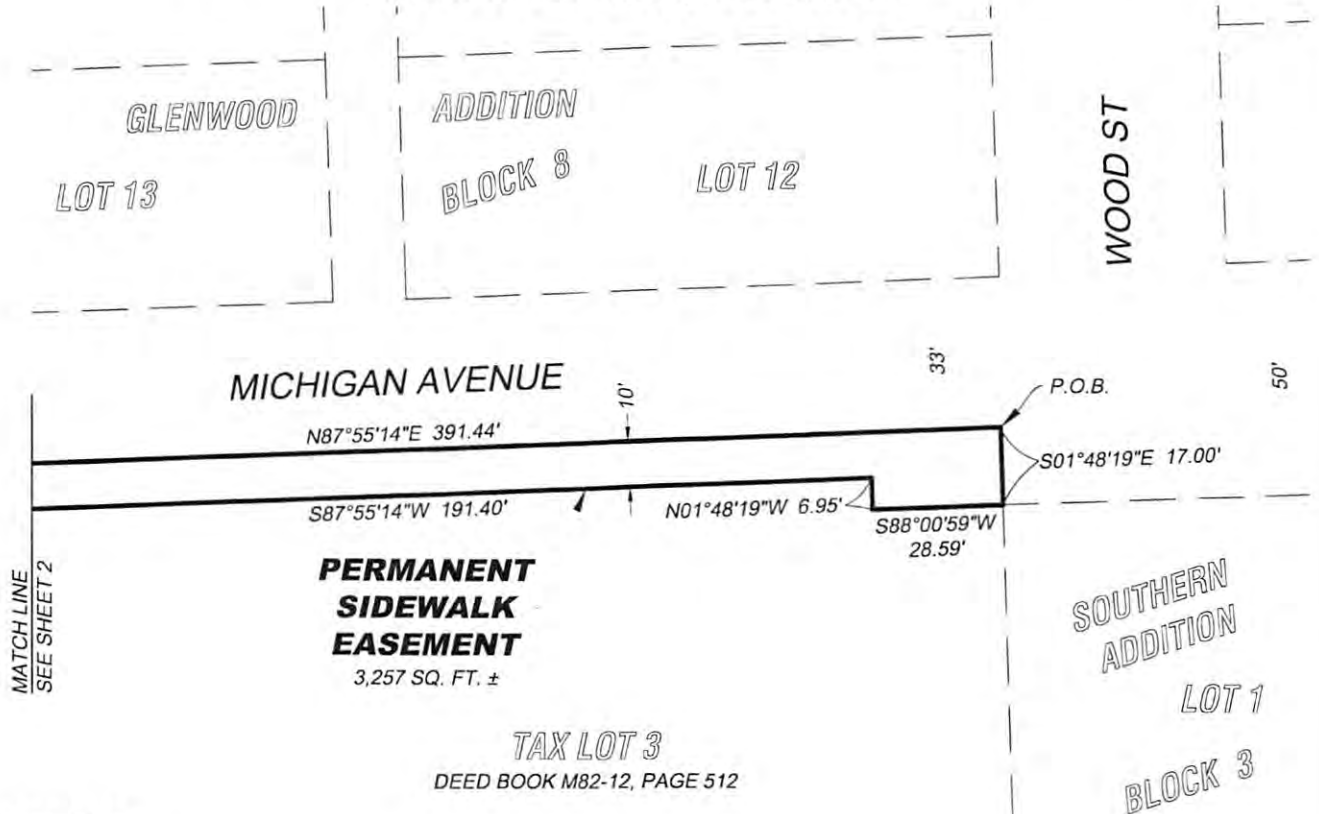 GLENWOOD
ADDITION
LOT 13
BLOCK 8
LOT 12
WOOD ST
MICHIGAN AVENUE
10'
33'
50'
P.O.B.
N87°55'14"E 391.44'
S01°48'19"E 17.00'
S87°55'14"W 191.40'
N01°48'19"W 6.95'
S88°00'59"W
28.59'
MATCH LINE
SEE SHEET 2
PERMANENT
SIDEWALK
EASEMENT
3,257 SQ. FT. ±
SOUTHERN
ADDITION
LOT 1
BLOCK 3
TAX LOT 3
DEED BOOK M82-12, PAGE 512